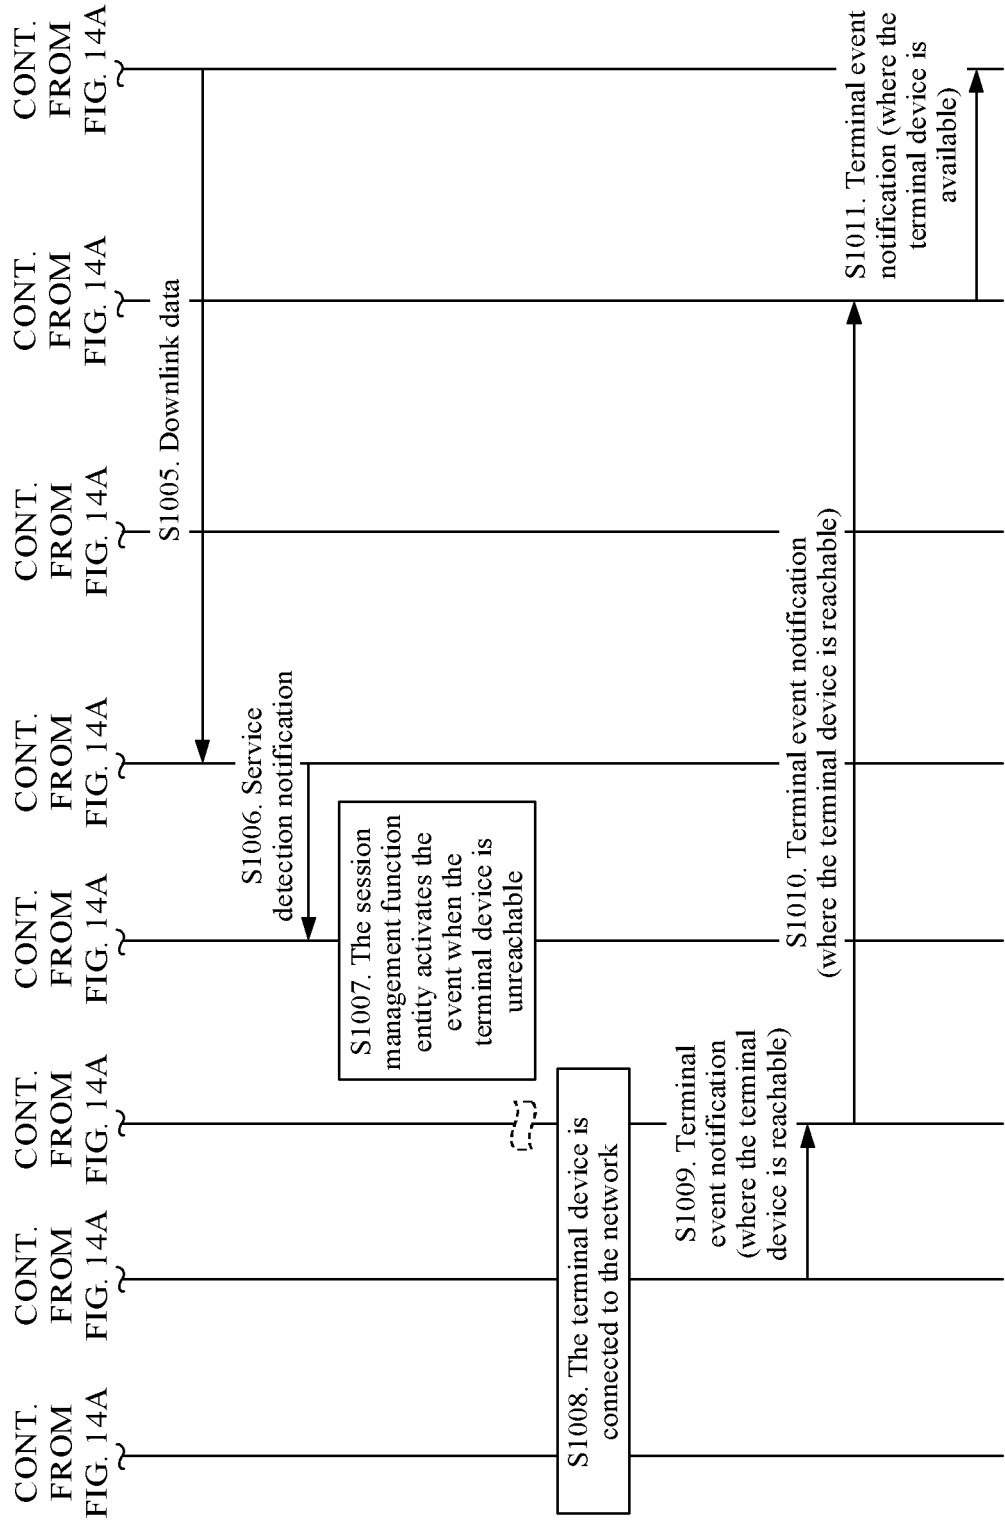 CONT.
FROM
FIG. 14A
CONT.
FROM
FIG. 14A
CONT.
FROM
FIG. 14A
CONT.
FROM
FIG. 14A
CONT.
FROM
FIG. 14A
CONT.
FROM
FIG. 14A
CONT.
FROM
FIG. 14A
CONT.
FROM
FIG. 14A
S1005. Downlink data
S1006. Service
detection notification
S1007. The session
management function
entity activates the
event when the
terminal device is
unreachable
S1008. The terminal device is
connected to the network
S1009. Terminal
event notification
(where the terminal
device is reachable)
S1010. Terminal event notification
(where the terminal device is reachable)
S1011. Terminal event
notification (where the
terminal device is
available)